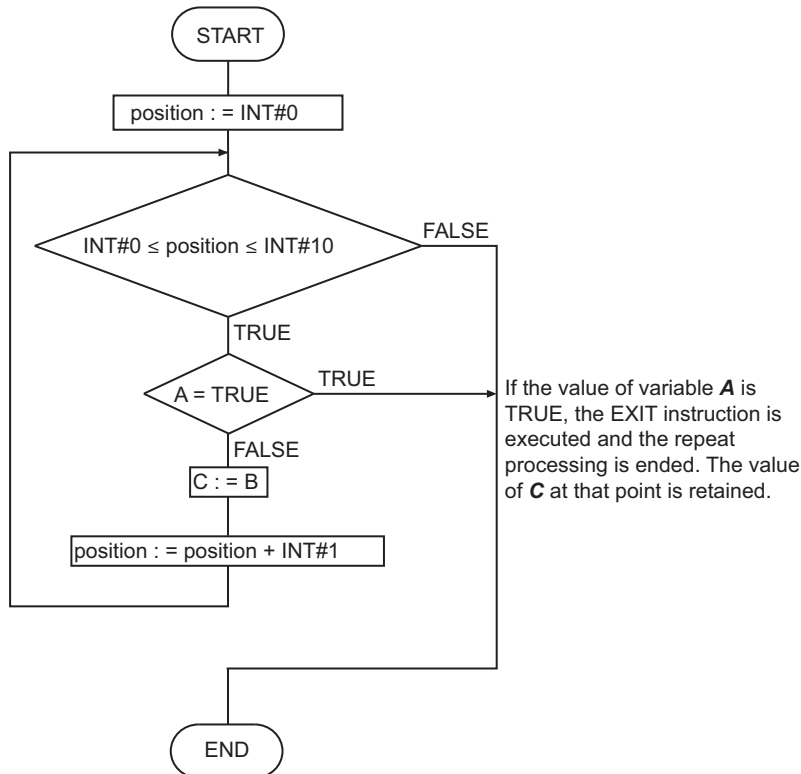 START
position : = INT#0
INT#0 ≤ position ≤ INT#10
FALSE
TRUE
A = TRUE
TRUE
If the value of variable A is
TRUE, the EXIT instruction is
executed and the repeat
processing is ended. The value
of C at that point is retained.
FALSE
C : = B
position : = position + INT#1
END